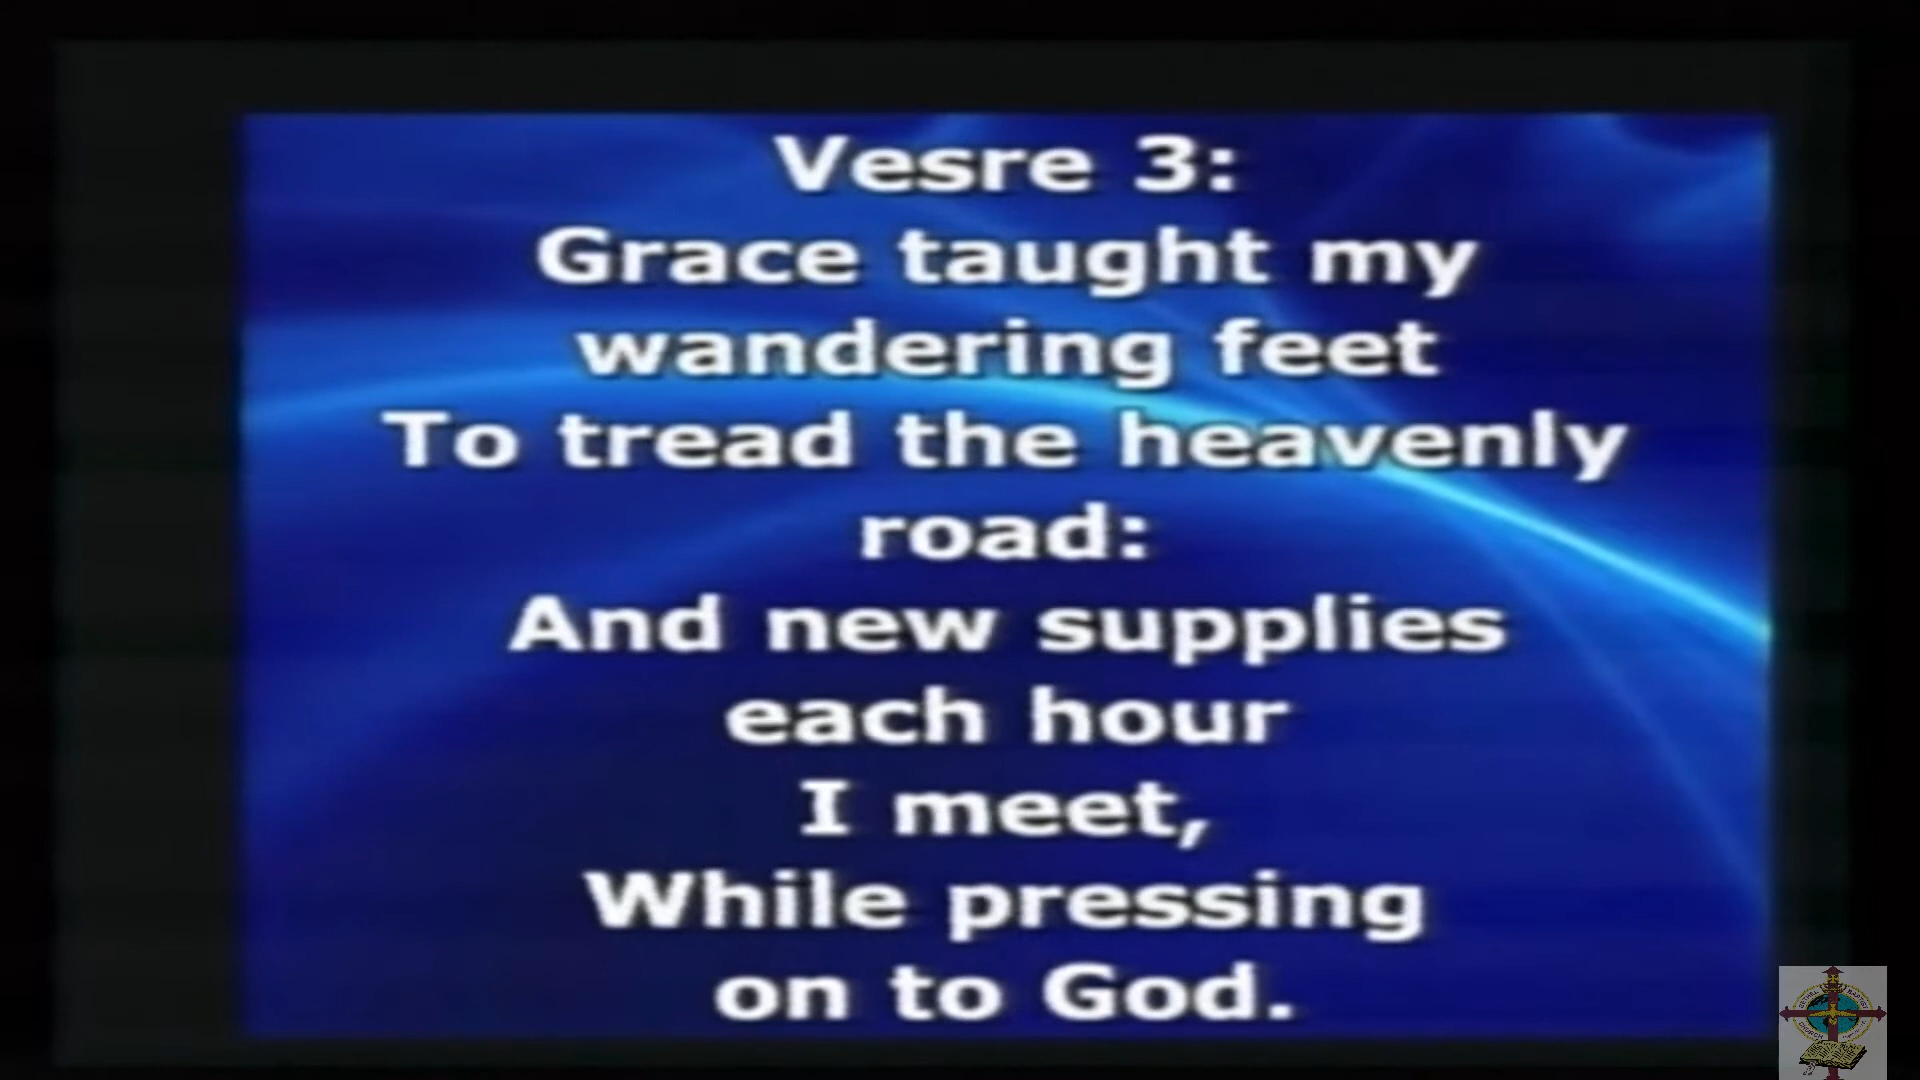 Vesre 3:
Grace taught my
wandering feet
To tread the heavenly
road:
And new supplies
each hour
I meet,
While pressing
on to God.